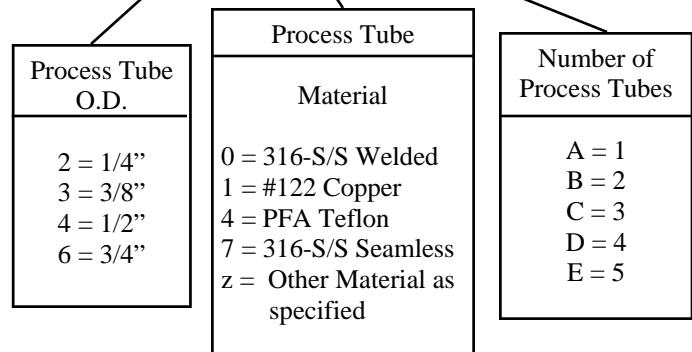 Process Tube
O.D.
2 = 1/4”
3 = 3/8”
4 = 1/2”
6 = 3/4”
Process Tube
Material
0 = 316-S/S Welded
1 = #122 Copper
4 = PFA Teflon
7 = 316-S/S Seamless
z = Other Material as
specified
Number of
Process Tubes
A = 1
B = 2
C = 3
D = 4
E = 5